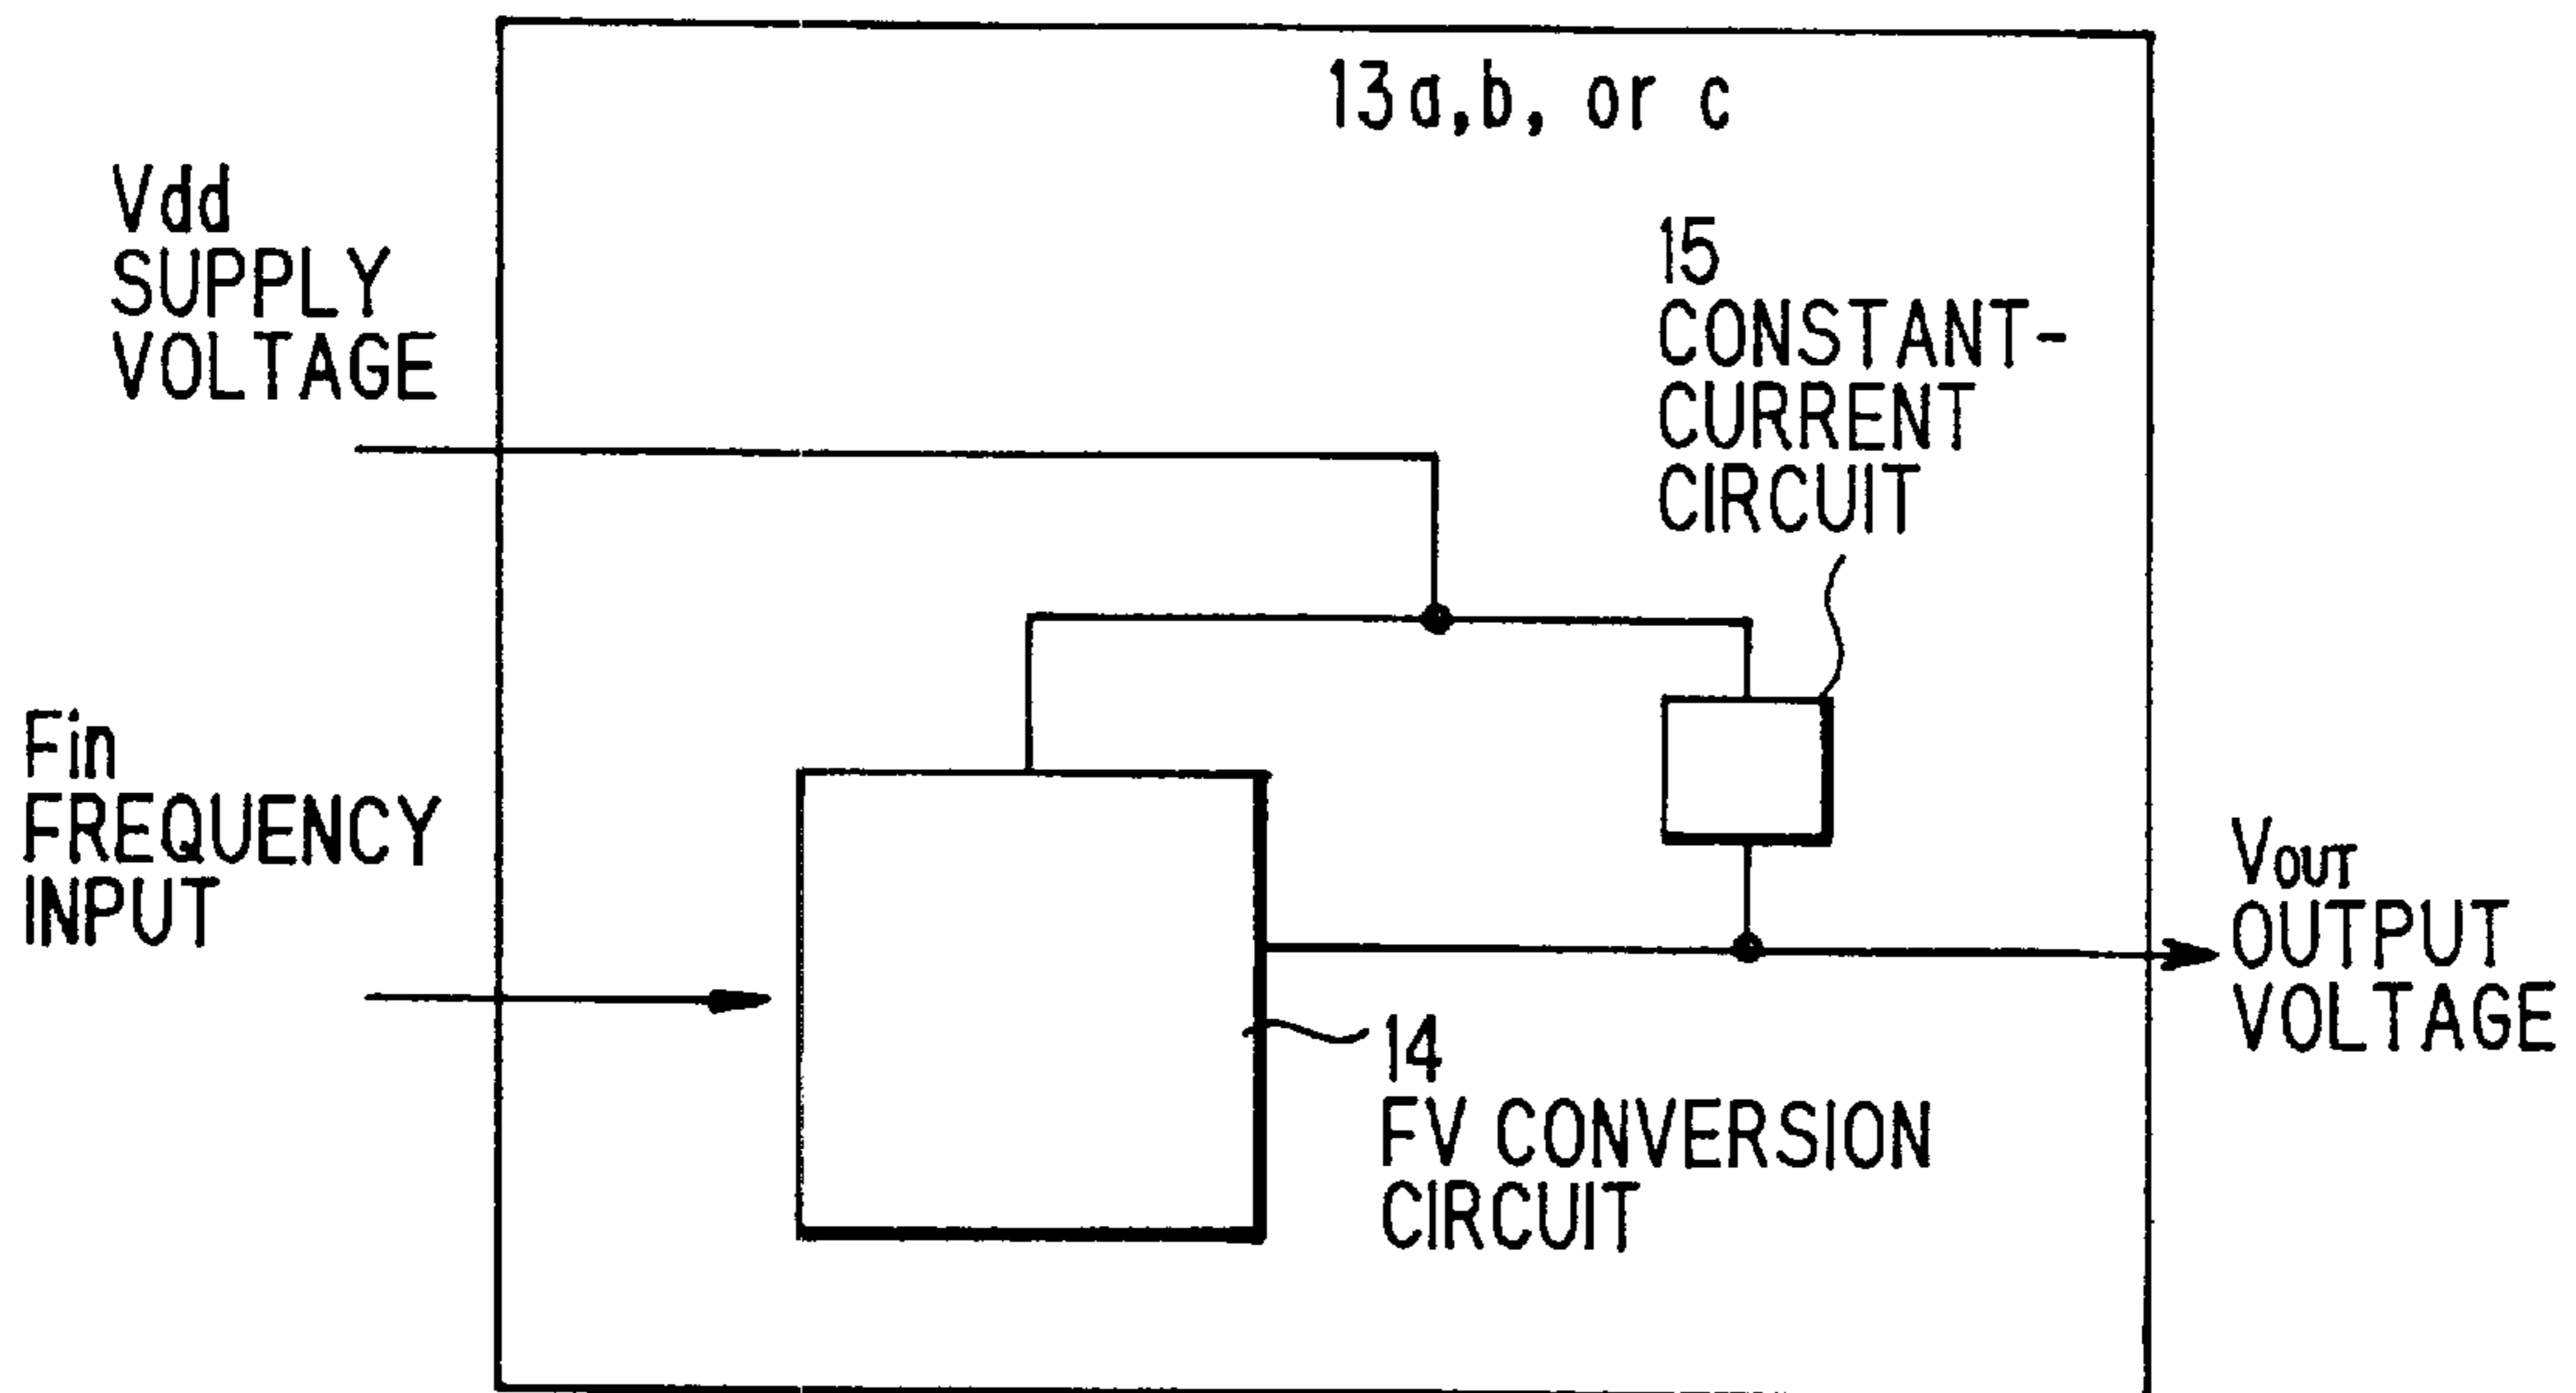 13a,b, or c
Vdd
SUPPLY
VOLTAGE
15
CONSTANT-
CURRENT
CIRCUIT
Fin
FREQUENCY
INPUT
VOUT
OUTPUT
VOLTAGE
14
FV CONVERSION
CIRCUIT